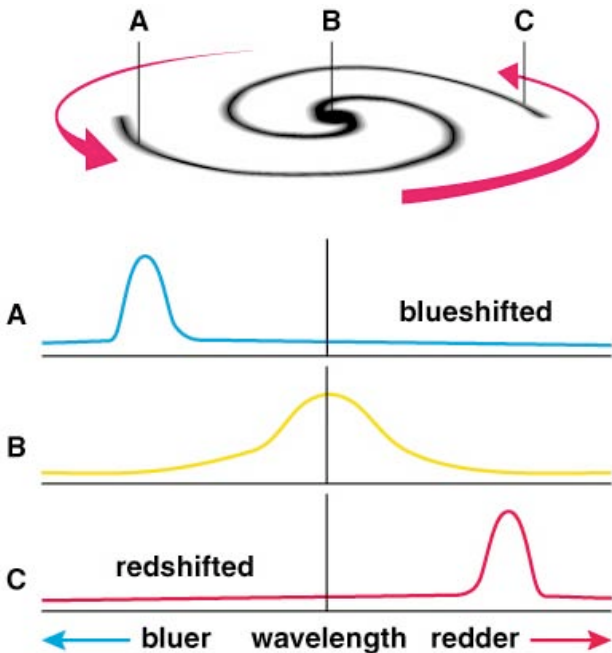 A B C
A blueshifted
B
C redshifted
bluer wavelength redder